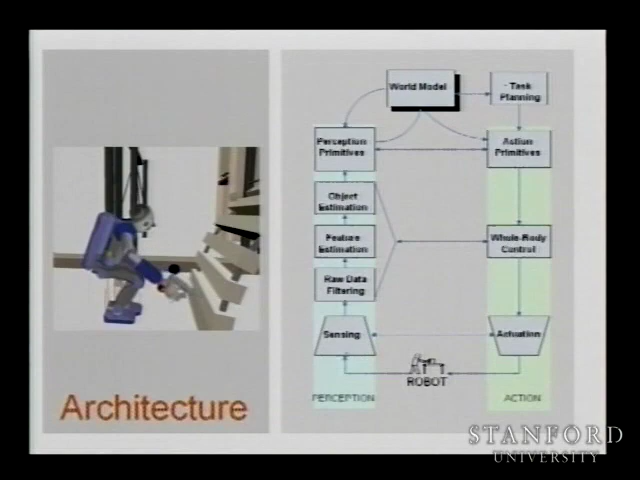 World Model
- Task
Planning
Perception
Primitives
Action
Primitives
Object
Estimation
Feature
Estimation
Whole-Body
Control
Raw Data
Filtering
Sensing
Actuation
ROBOT
PERCEPTION
ACTION
Architecture
STANFORD
UNIVERSITY